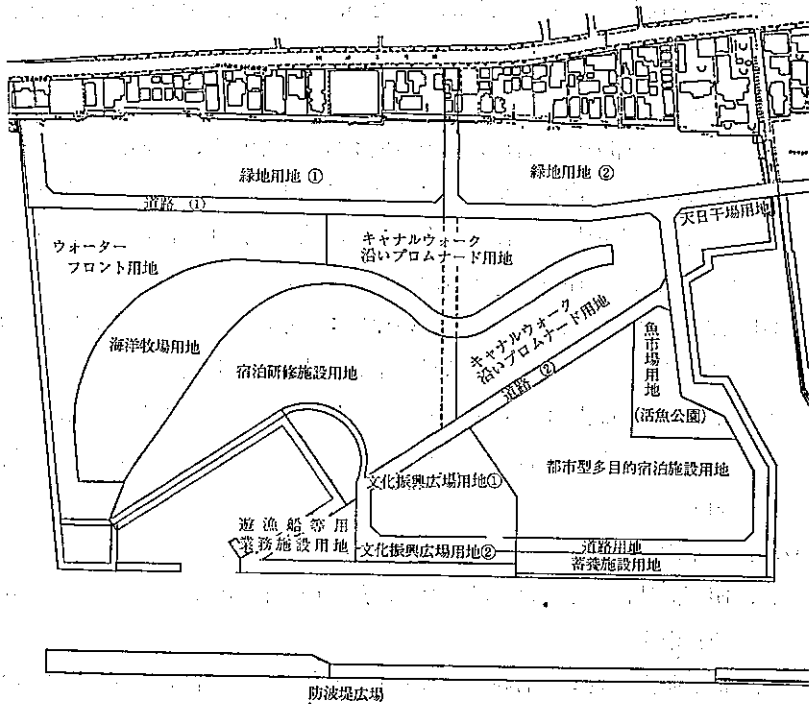 緑地用地 ①
緑地用地 ②
道路 (1)
天日干場用地
ウォーター
フロント用地
キャナルウォーク
沿いプロムナード用地
海洋牧場用地
宿泊研修施設用地
キャナルウォーク
沿いプロムナード用地
道路 ②
魚市場用地
(活魚公園)
文化振興広場用地①
都市型多目的宿泊施設用地
遊漁船等用
業務施設用地
文化振興広場用地②
道路用地
蓄養施設用地
防波堤広場